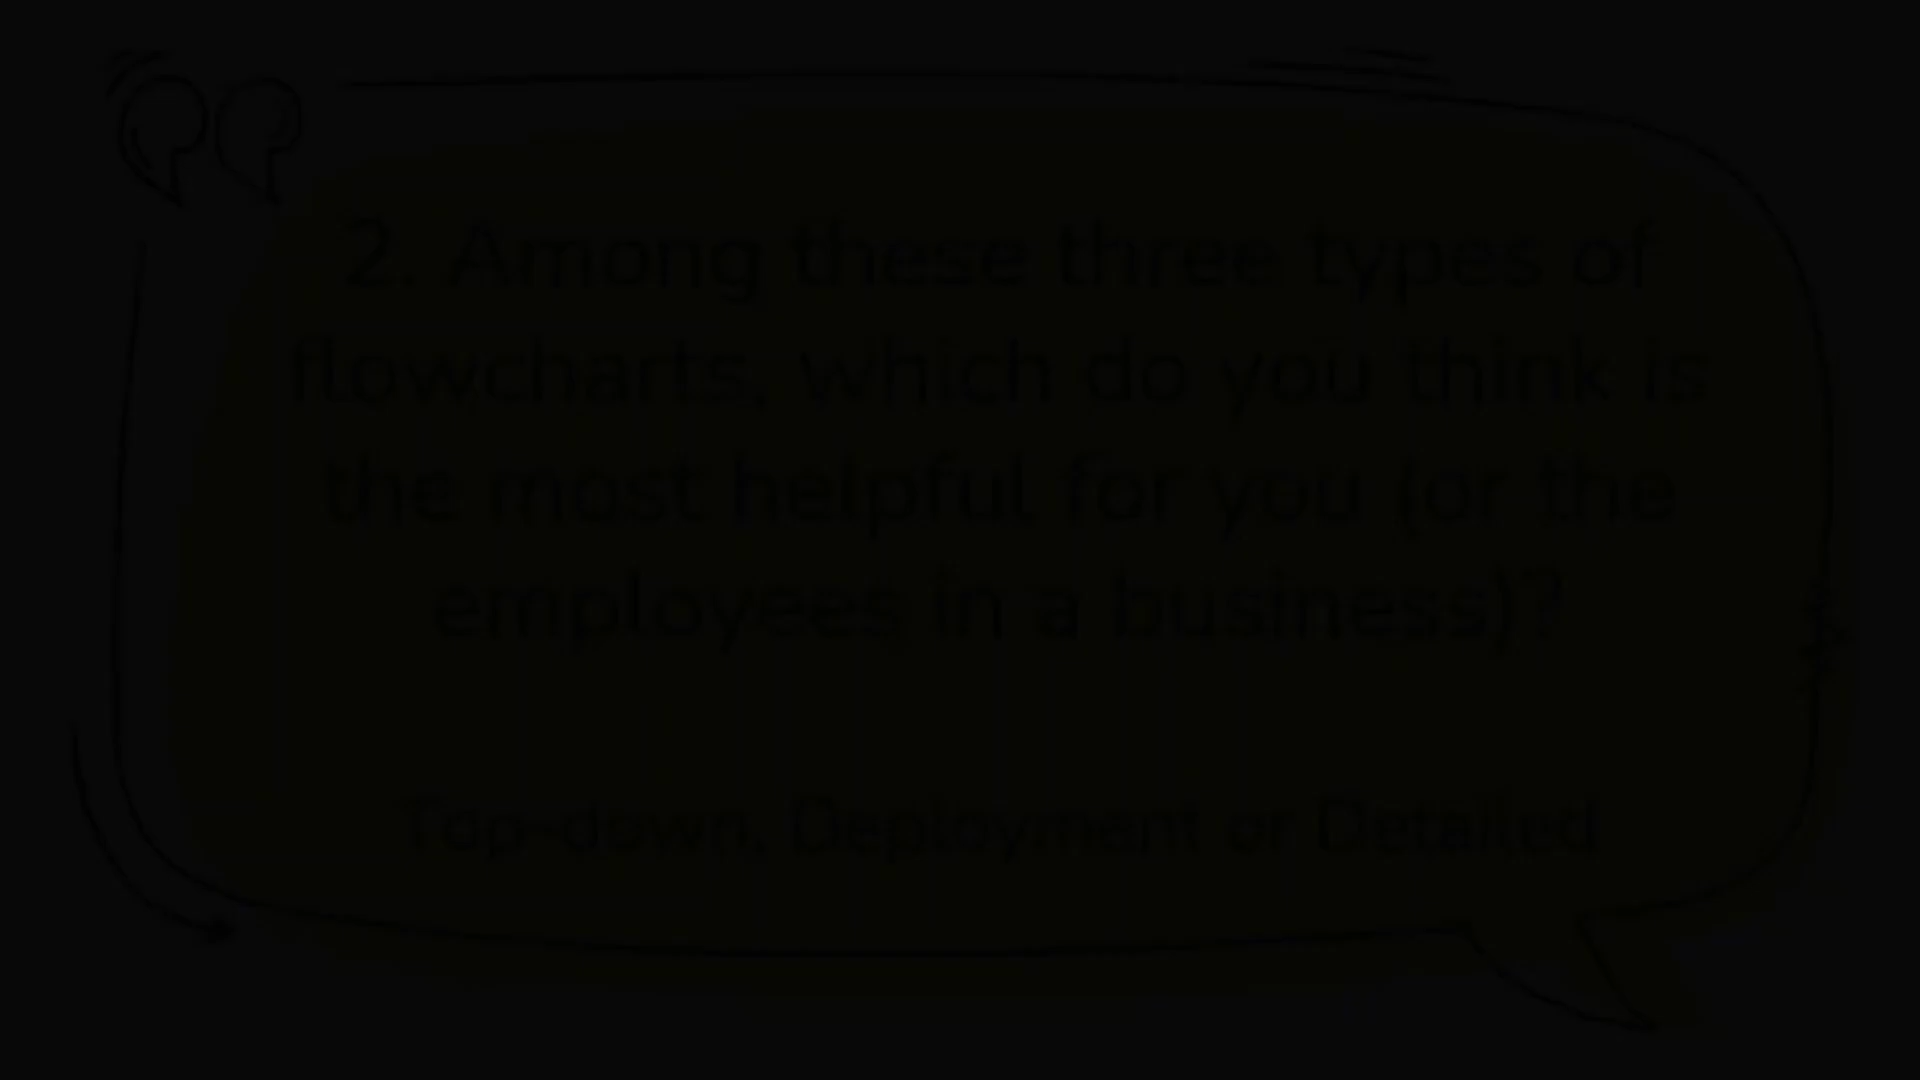 2. Among these three types of
flowcharts, which do you think is
the most helpful for you (or the
employees in a business)?
Top-down, Deployment or Detailed